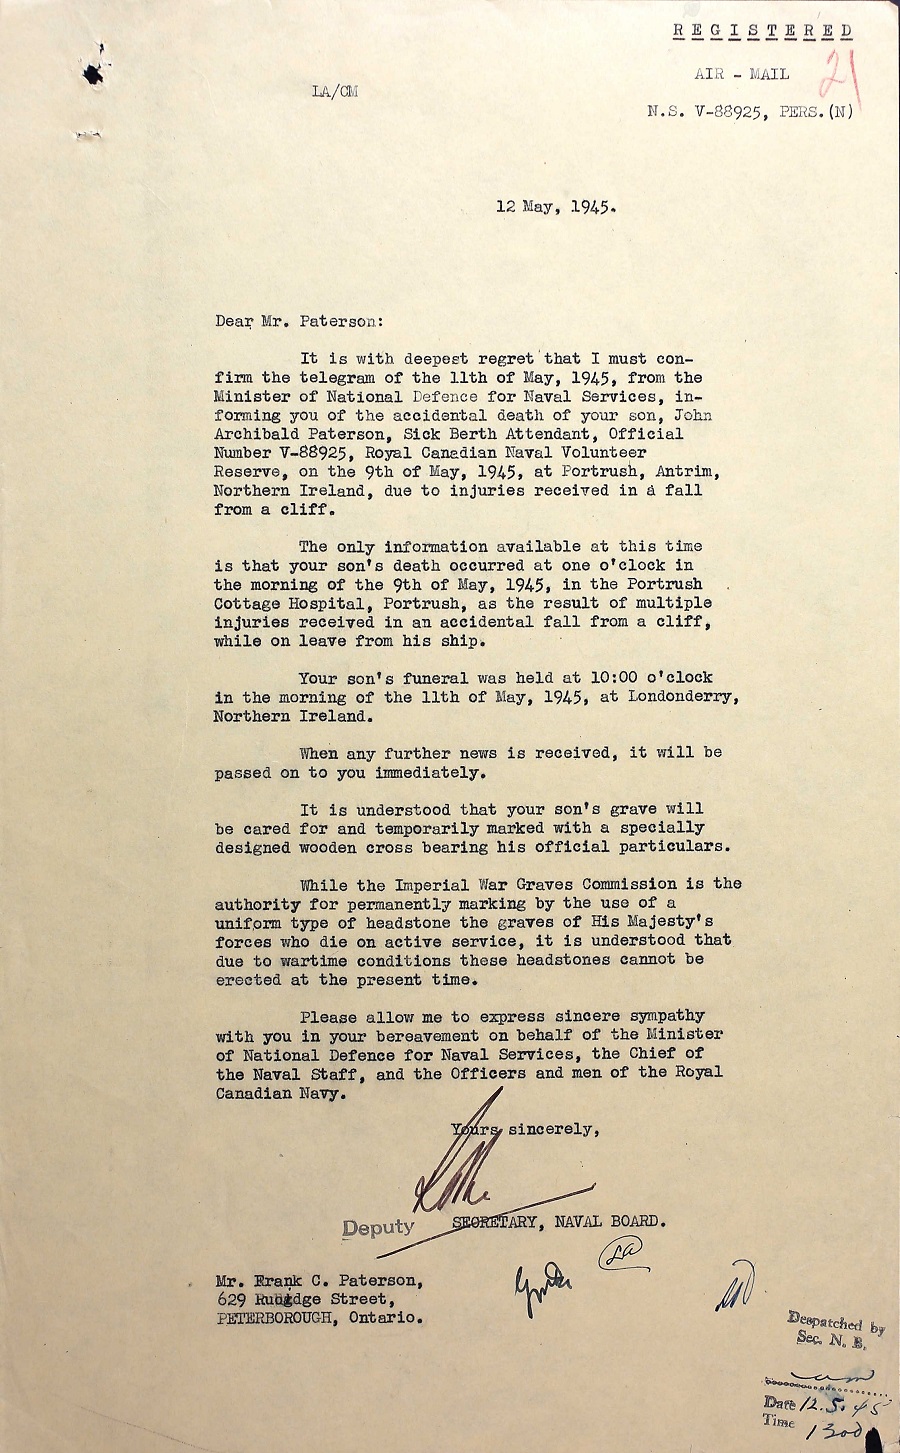 REGISTERED
AIR - MAIL
21
LA/CM
N.S. V-88925, PERS.(N)
12 May, 1945.
Dear Mr. Paterson:
It is with deepest regret that I must con-
firm the telegram of the 11th of May, 1945, from the
Minister of National Defence for Naval Services, in-
forming you of the accidental death of your son, John
Archibald Paterson, Sick Berth Attendant, Official
Number V-88925, Royal Canadian Naval Volunteer
Reserve, on the 9th of May, 1945, at Portrush, Antrim,
Northern Ireland, due to injuries received in a fall
from a cliff.
The only information available at this time
is that your son's death occurred at one o'clock in
the morning of the 9th of May, 1945, in the Portrush
Cottage Hospital, Portrush, as the result of multiple
injuries received in an accidental fall from a cliff,
while on leave from his ship.
Your son's funeral was held at 10:00 o'clock
in the morning of the 11th of May, 1945, at Londonderry,
Northern Ireland.
When any further news is received, it will be
passed on to you immediately.
It is understood that your son's grave will
be cared for and temporarily marked with a specially
designed wooden cross bearing his official particulars.
While the Imperial War Graves Commission is the
authority for permanently marking by the use of a
uniform type of headstone the graves of His Majesty's
forces who die on active service, it is understood that
due to wartime conditions these headstones cannot be
erected at the present time.
Please allow me to express sincere sympathy
with you in your bereavement on behalf of the Minister
of National Defence for Naval Services, the Chief of
the Naval Staff, and the Officers and men of the Royal
Canadian Navy.
Yours sincerely,
Deputy SECRETARY, NAVAL BOARD.
LA
Mr. Frank C. Paterson,
629 Street,
PETERBOROUGH, Ontario.
Despatched by
Sec. N. B.
Date 12.5.45
Time 1300